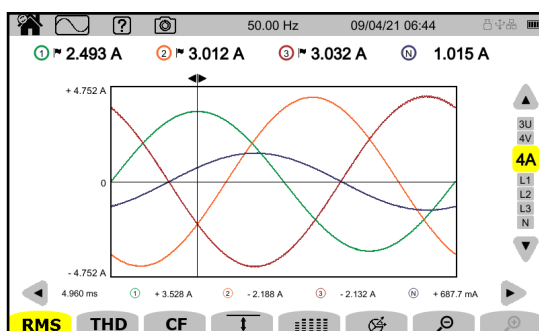 ? 50.00 Hz 09/04/21 06:44
1 2.493 A 2 3.012 A 3 3.032 A N 1.015 A
+ 4.752 A
0
- 4.752 A
3U
4V
4A
L1
L2
L3
N
4.960 ms 1 + 3.528 A 2 - 2.188 A 3 - 2.132 A N + 687.7 mA
RMS THD CF